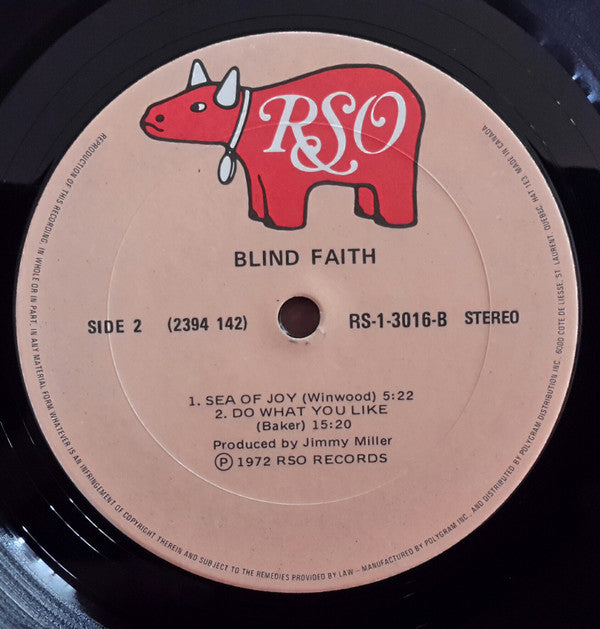 RSO
BLIND FAITH
SIDE 2 (2394 142) RS-1-3016-B STEREO
1. SEA OF JOY (Winwood) 5:22
2. DO WHAT YOU LIKE
(Baker) 15:20
Produced by Jimmy Miller
Ⓟ 1972 RSO RECORDS
REPRODUCTION OF THIS RECORDING, IN WHOLE OR IN PART, IN ANY MATERIAL FORM WHATEVER IS AN INFRINGEMENT OF COPYRIGHT THEREIN AND SUBJECT TO THE REMEDIES PROVIDED BY LAW – MANUFACTURED BY POLYGRAM INC. AND DISTRIBUTED BY POLYGRAM DISTRIBUTION INC. 6000 COTE DE LIESSE, ST. LAURENT, QUEBEC, H4T 1E3 MADE IN CANADA